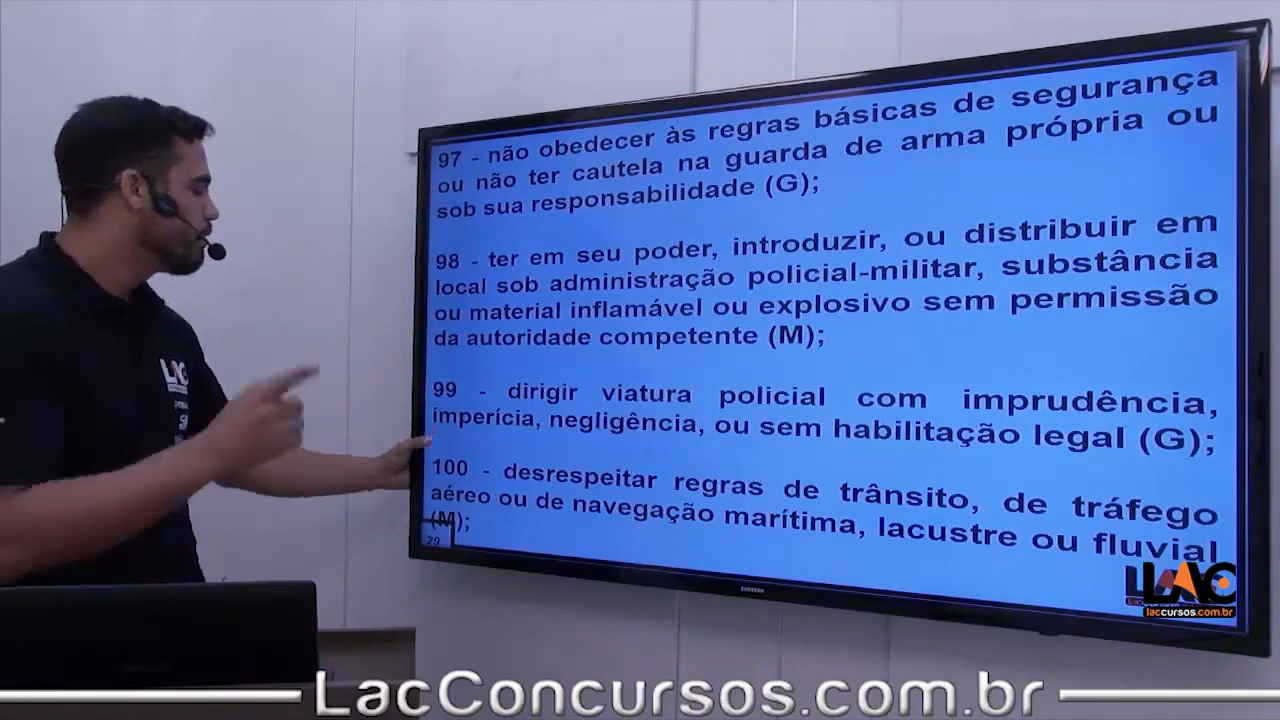 97 - não obedecer às regras básicas de segurança
ou não ter cautela na guarda de arma própria ou
sob sua responsabilidade (G);
98 - ter em seu poder, introduzir, ou distribuir em
local sob administração policial-militar, substância
ou material inflamável ou explosivo sem permissão
da autoridade competente (M);
99 - dirigir viatura policial com imprudência,
imperícia, negligência, ou sem habilitação legal (G);
100 - desrespeitar regras de trânsito, de tráfego
aéreo ou de navegação marítima, lacustre ou fluvial
(M);
29
LAC
laccursos.com.br
SAMSUNG
LAC
LacConcursos.com.br